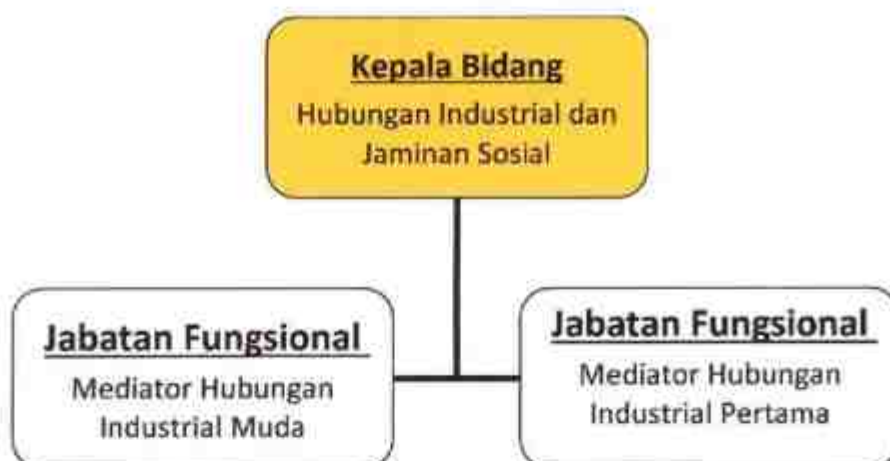 Kepala Bidang
Hubungan Industrial dan
Jaminan Sosial
Jabatan Fungsional
Mediator Hubungan
Industrial Muda
Jabatan Fungsional
Mediator Hubungan
Industrial Pertama